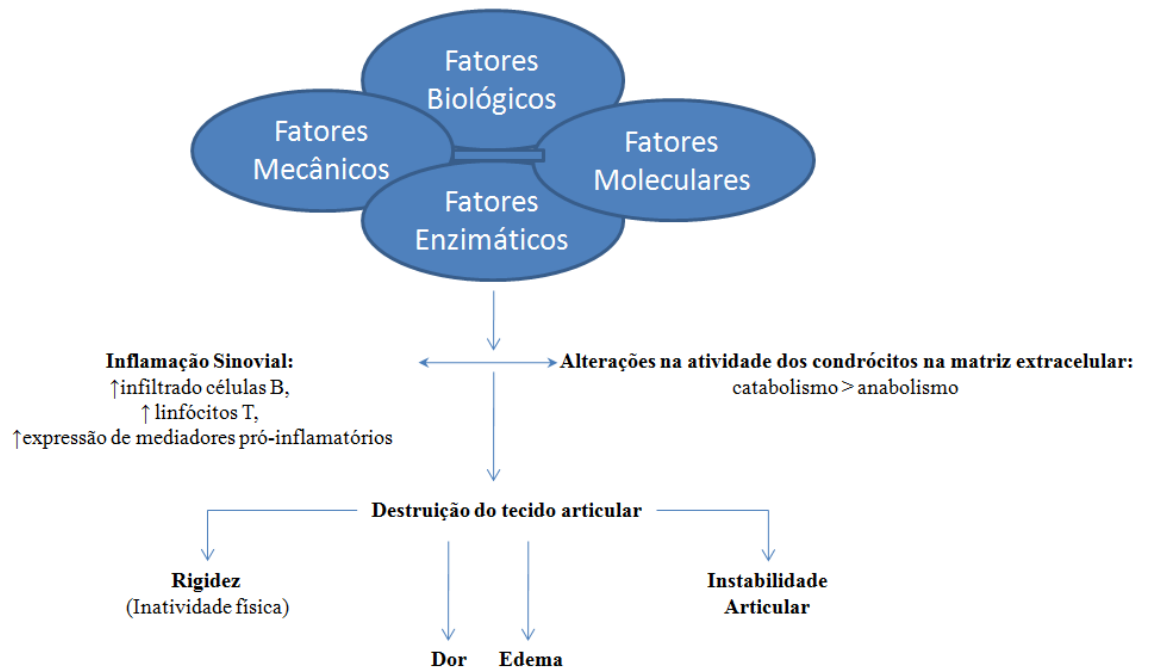 Fatores
Biológicos
Fatores
Mecânicos
Fatores
Moleculares
Fatores
Enzimáticos
Inflamação Sinovial:
↑infiltrado células B,
↑ linfócitos T,
↑expressão de mediadores pró-inflamatórios
Alterações na atividade dos condrócitos na matriz extracelular:
catabolismo > anabolismo
Destruição do tecido articular
Rigidez
(Inatividade física)
Instabilidade
Articular
Dor
Edema